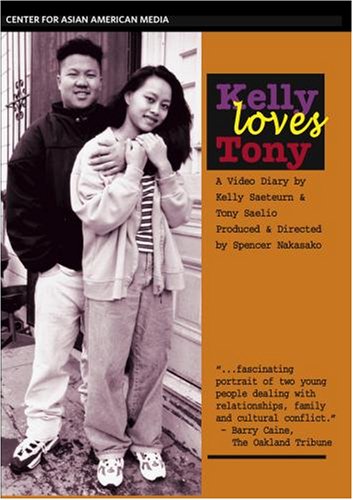 CENTER FOR ASIAN AMERICAN MEDIA
Kelly
loves
Tony
A Video Diary by
Kelly Saeteurn &
Tony Saelio
Produced & Directed
by Spencer Nakasako
"...fascinating
portrait of two young
people dealing with
relationships, family
and cultural conflict."
– Barry Caine,
The Oakland Tribune